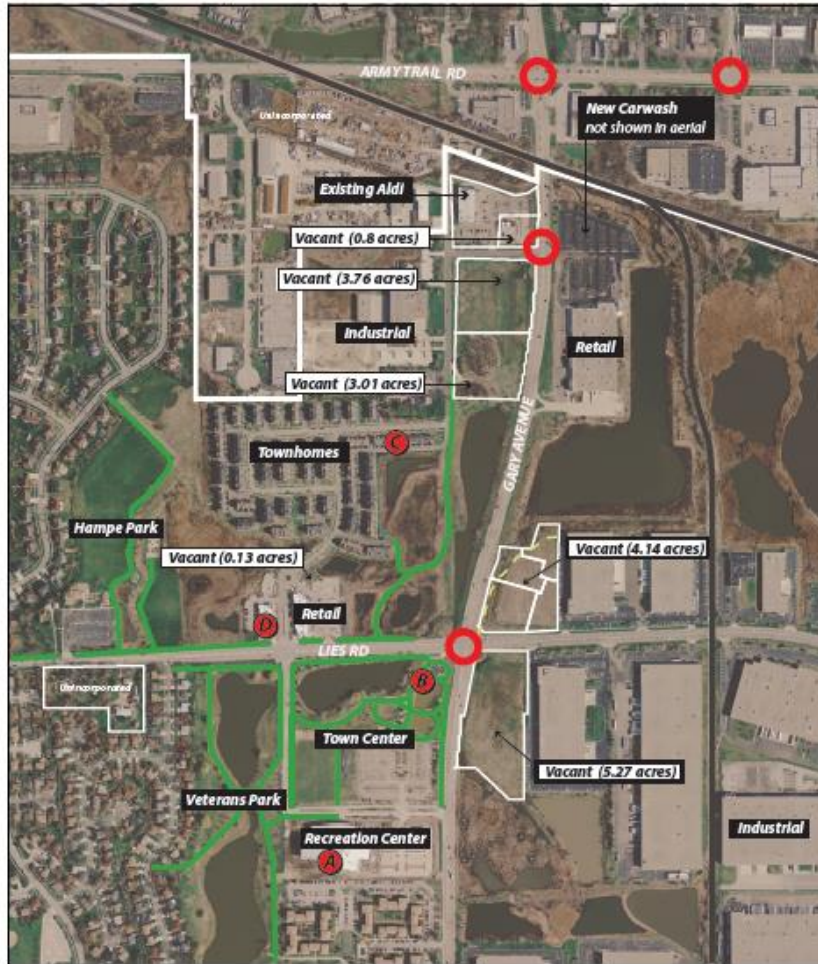 ARMY TRAIL RD
Unincorporated
New Carwash
not shown in aerial
Existing Aldi
Vacant (0.8 acres)
Vacant (3.76 acres)
Industrial
Retail
Vacant (3.01 acres)
GARY AVENUE
C
Townhomes
Hampe Park
Vacant (4.14 acres)
Vacant (0.13 acres)
Retail
D
LIES RD
B
Unincorporated
Town Center
Vacant (5.27 acres)
Veterans Park
Industrial
Recreation Center
A